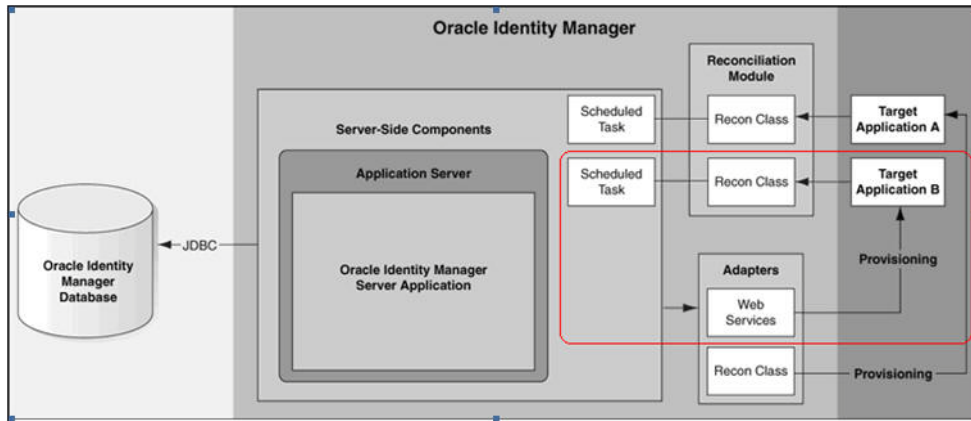 Oracle Identity Manager
Reconciliation
Module
Scheduled
Task
Recon Class
Target
Application A
Server-Side Components
Application Server
Scheduled
Task
Recon Class
Target
Application B
JDBC
Oracle Identity
Manager
Database
Oracle Identity Manager
Server Application
Adapters
Provisioning
Web
Services
Recon Class
Provisioning